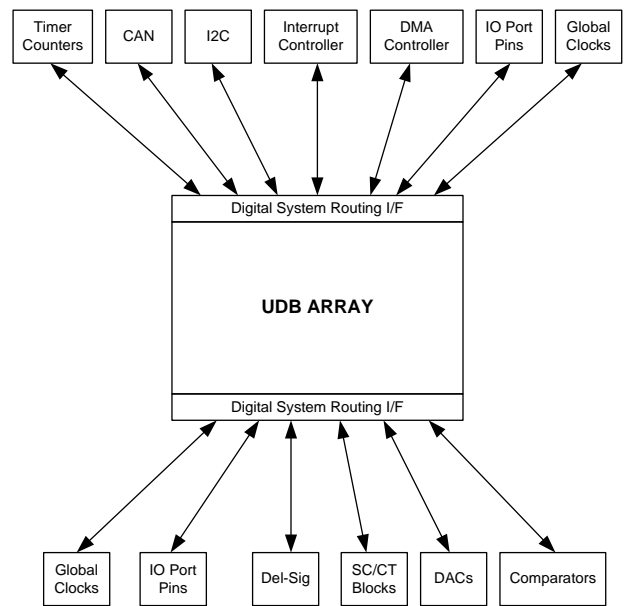 Timer
Counters
CAN
I2C
Interrupt
Controller
DMA
Controller
IO Port
Pins
Global
Clocks
Digital System Routing I/F
UDB ARRAY
Digital System Routing I/F
Global
Clocks
IO Port
Pins
Del-Sig
SC/CT
Blocks
DACs
Comparators